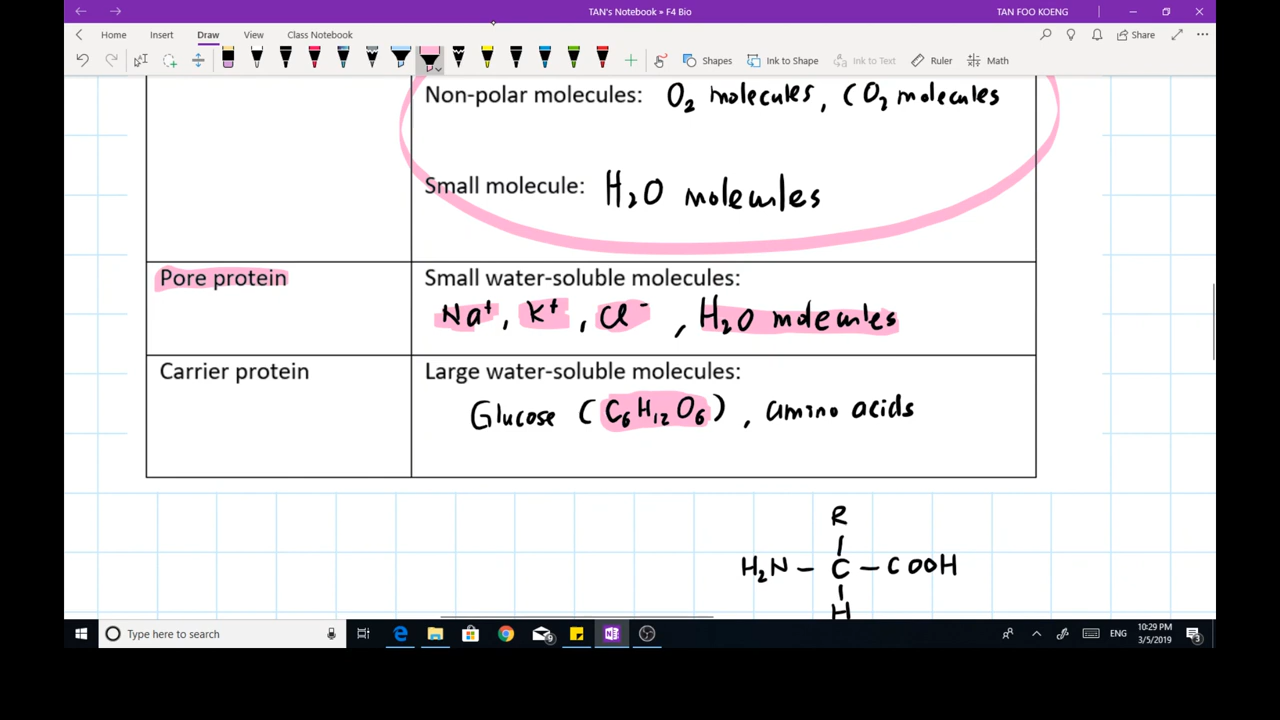 TAN's Notebook » F4 Bio
TAN FOO KOENG
Home Insert Draw View Class Notebook
Share
Shapes Ink to Shape Ink to Text Ruler Math
Non-polar molecules: O₂ molecules, CO₂ molecules
Small molecule: H₂O molecules
Pore protein
Small water-soluble molecules:
Na⁺, K⁺, Cl⁻, H₂O molecules
Carrier protein
Large water-soluble molecules:
Glucose (C₆H₁₂O₆), amino acids
R
H₂N – C – COOH
H
Type here to search
9
N
ENG
10:29 PM
3/5/2019
3